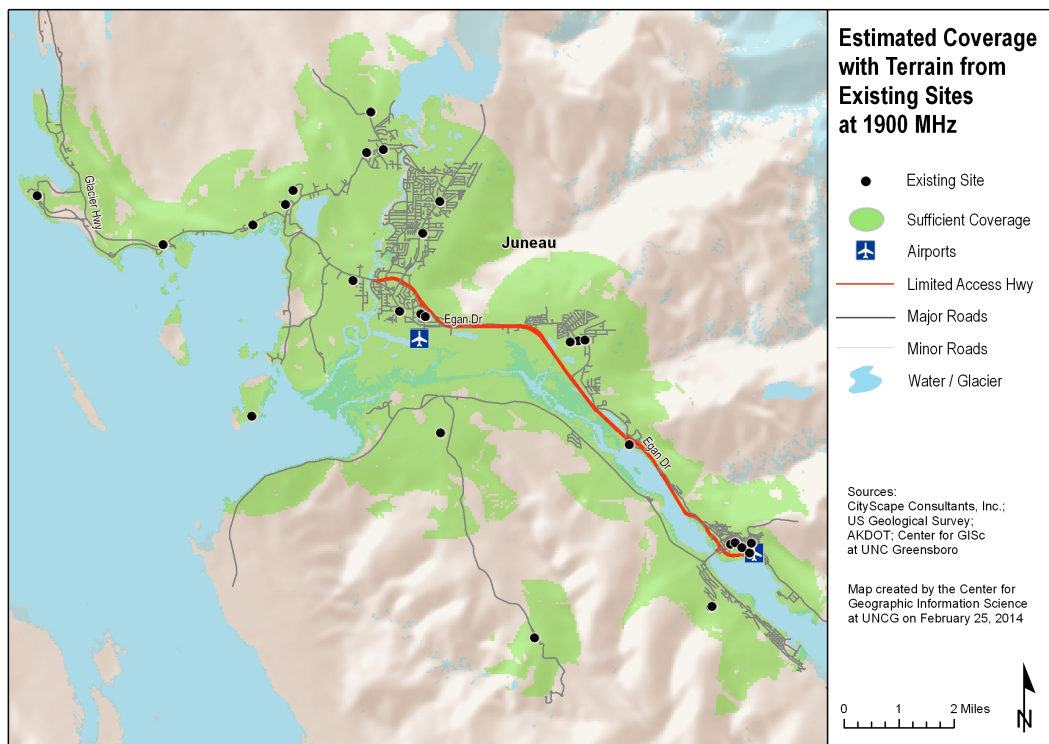 Estimated Coverage
with Terrain from
Existing Sites
at 1900 MHz
Existing Site
Sufficient Coverage
Airports
Limited Access Hwy
Major Roads
Minor Roads
Water / Glacier
Glacier Hwy
Juneau
Egan Dr
Egan Dr
Sources:
CityScape Consultants, Inc.;
US Geological Survey;
AKDOT; Center for GISc
at UNC Greensboro
Map created by the Center for
Geographic Information Science
at UNCG on February 25, 2014
0 1 2 Miles
N